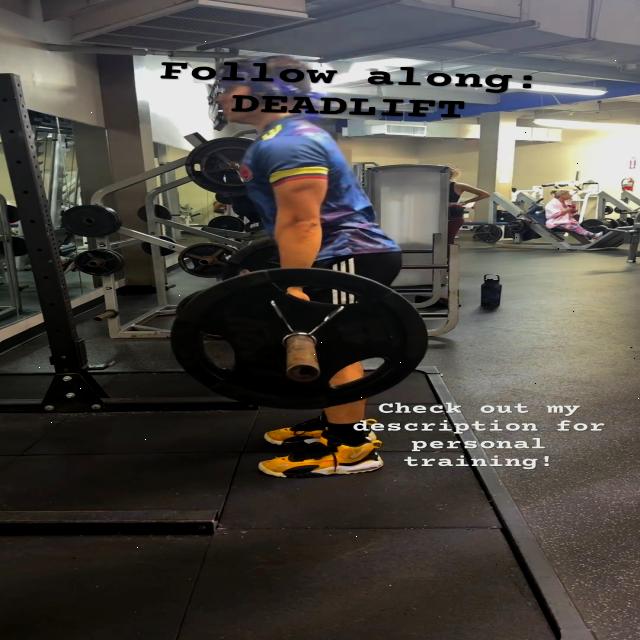 Follow along:
DEADLIFT
Check out my
description for
personal
training!